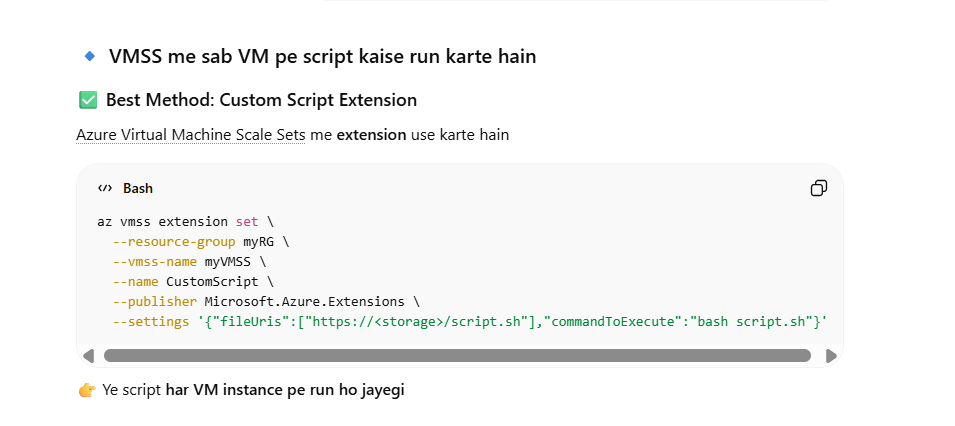 VMSS me sab VM pe script kaise run karte hain
Best Method: Custom Script Extension
Azure Virtual Machine Scale Sets me extension use karte hain
Bash
az vmss extension set \
--resource-group myRG \
--vmss-name myVMSS \
--name CustomScript \
--publisher Microsoft.Azure.Extensions \
--settings '{"fileUris":["https://<storage>/script.sh"],"commandToExecute":"bash script.sh"}'
Ye script har VM instance pe run ho jayegi